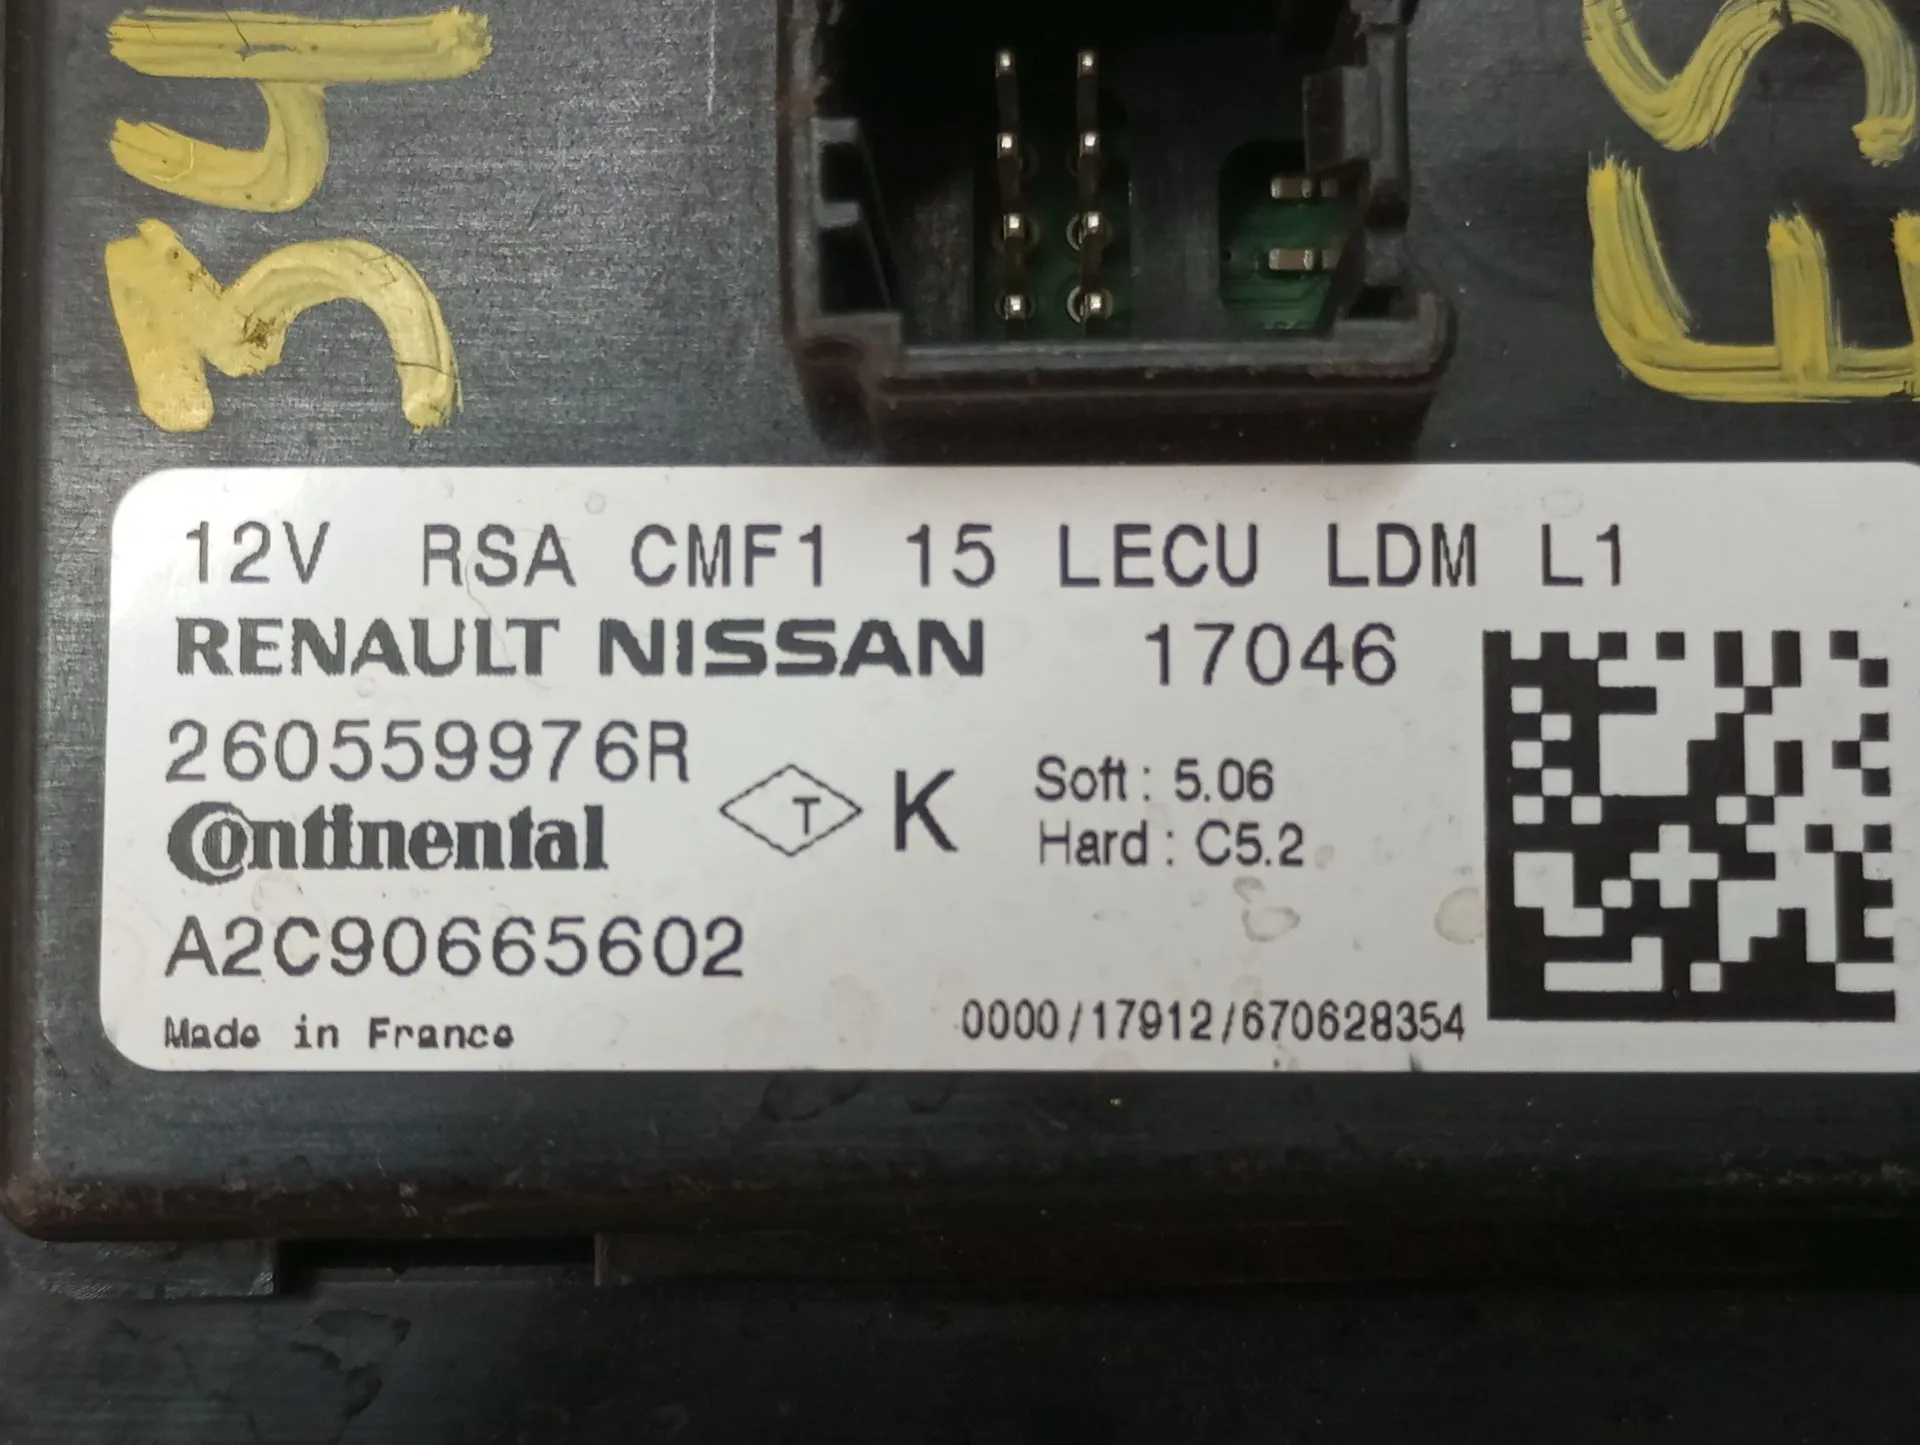 12V RSA CMF1 15 LECU LDM L1
RENAULT NISSAN 17046
260559976R
Continental
T K
Soft : 5.06
Hard : C5.2
A2C90665602
Made in France
0000/17912/670628354